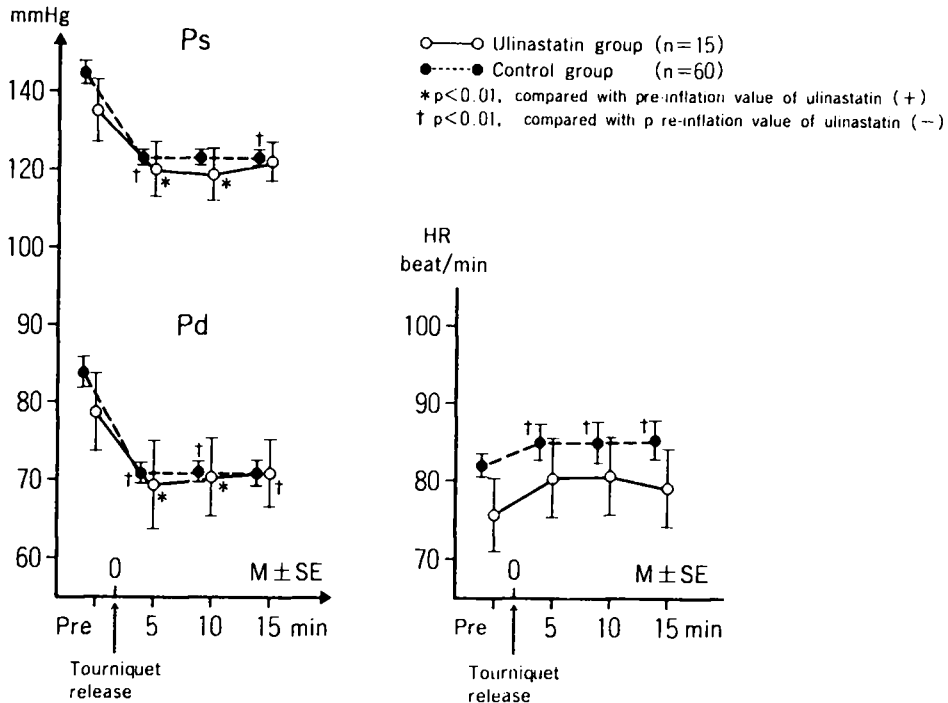 mmHg
Ps
140
120
100
90
Pd
80
70
60
0
M ± SE
Pre
5
10
15 min
Tourniquet
release
Ulinastatin group (n=15)
Control group (n=60)
* p<0.01, compared with pre-inflation value of ulinastatin (+)
† p<0.01, compared with p re-inflation value of ulinastatin (−)
†
*
*
†
†
*
†
*
†
HR
beat/min
100
90
80
70
†
†
†
0
M ± SE
Pre
5
10
15 min
Tourniquet
release